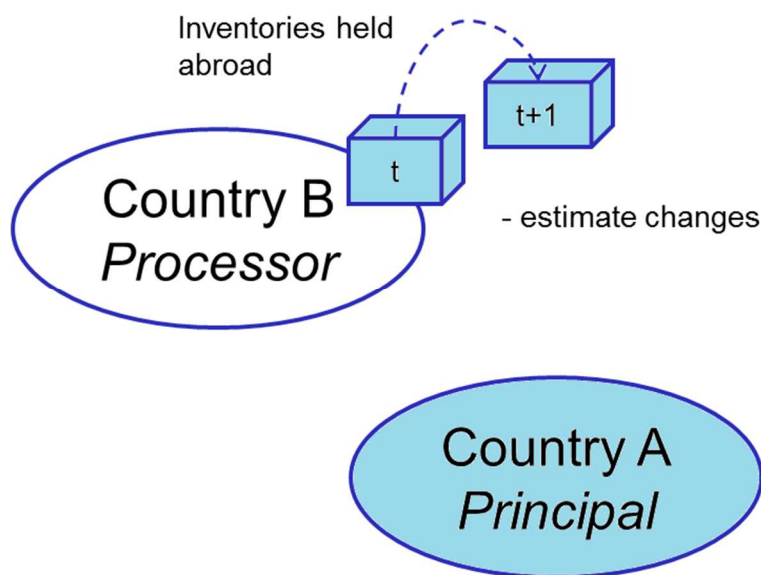 Inventories held
abroad
t+1
t
Country B
Processor
- estimate changes
Country A
Principal